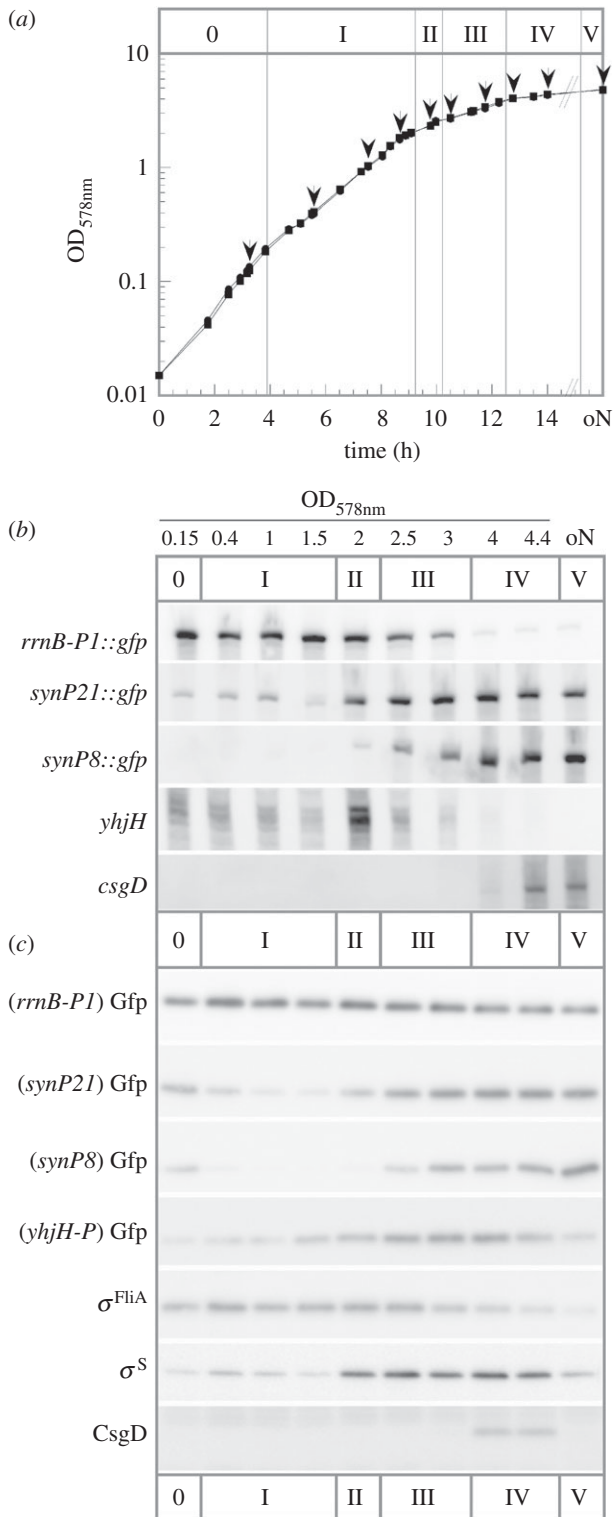 (a)
0 I II III IV V
10
1
0.1
0.01
OD578nm
0 2 4 6 8 10 12 14 oN
time (h)
(b)
OD578nm
0.15 0.4 1 1.5 2 2.5 3 4 4.4 oN
0 I II III IV V
rrnB-P1::gfp
synP21::gfp
synP8::gfp
yhjH
csgD
(c)
0 I II III IV V
(rrnB-P1) Gfp
(synP21) Gfp
(synP8) Gfp
(yhjH-P) Gfp
σFliA
σS
CsgD
0 I II III IV V